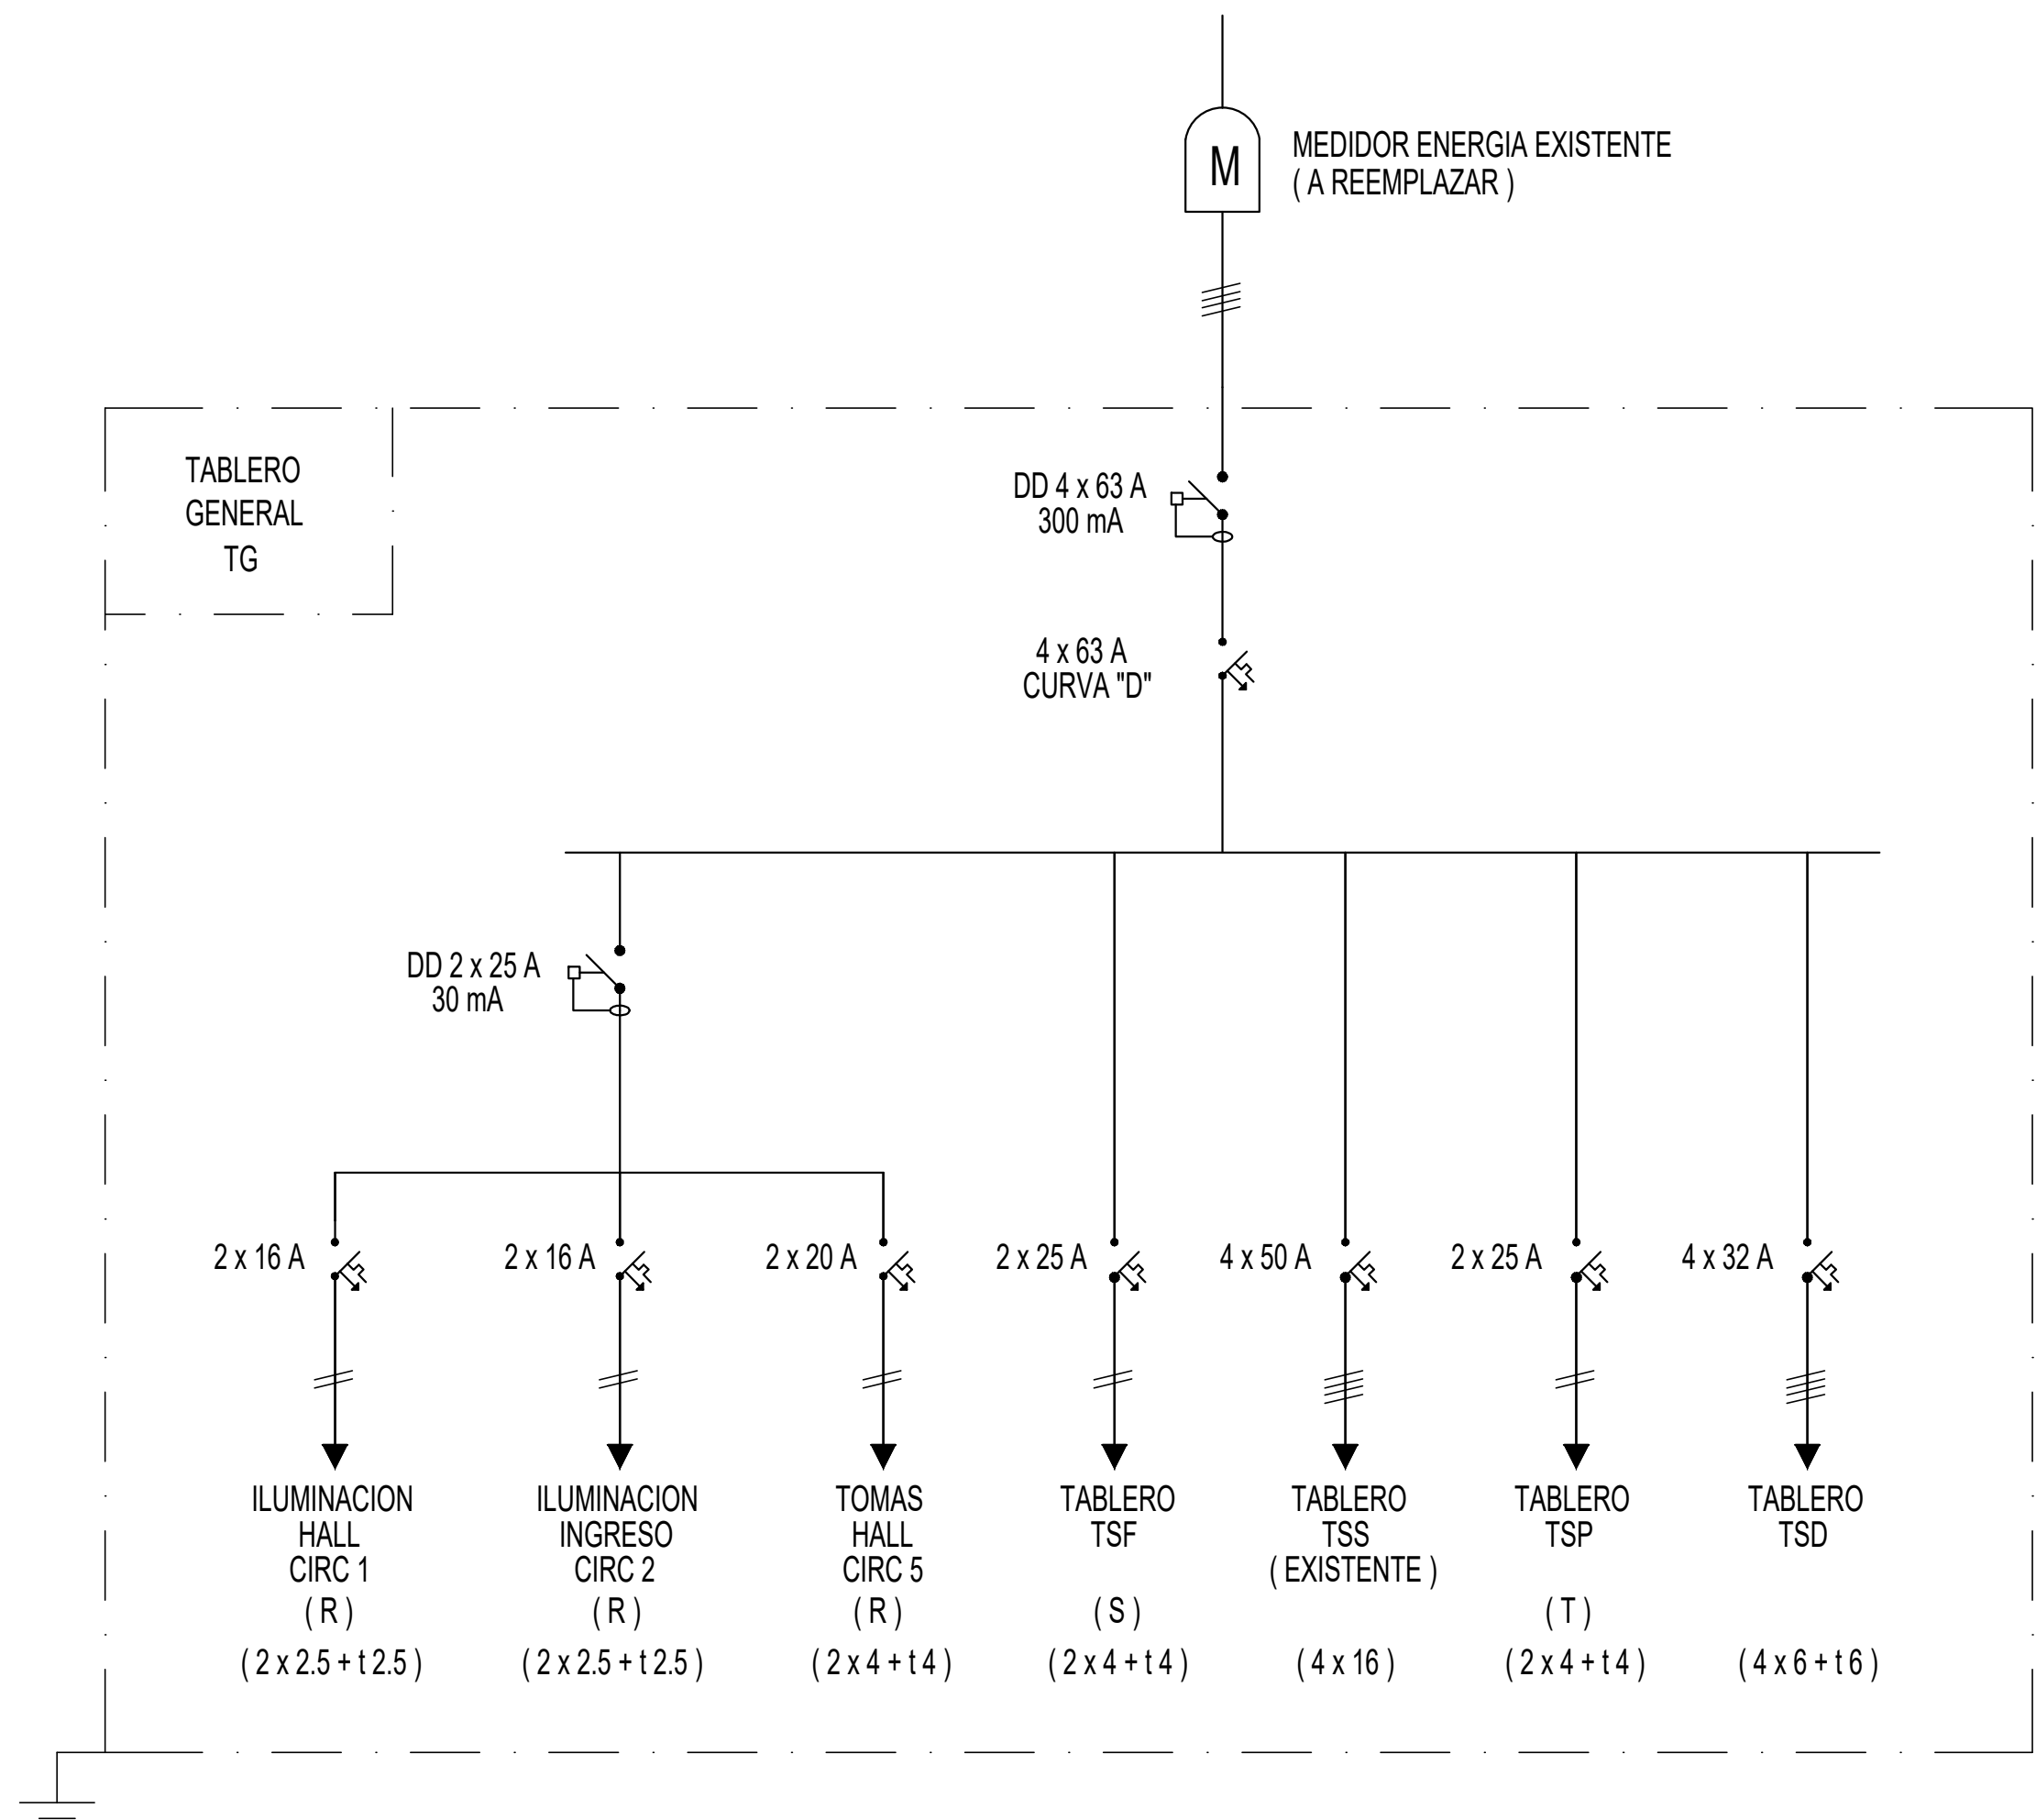 M
MEDIDOR ENERGIA EXISTENTE
( A REEMPLAZAR )
TABLERO
GENERAL
TG
DD 4 x 63 A
300 mA
4 x 63 A
CURVA "D"
DD 2 x 25 A
30 mA
2 x 16 A
2 x 16 A
2 x 20 A
2 x 25 A
4 x 50 A
2 x 25 A
4 x 32 A
ILUMINACION
HALL
CIRC 1
( R )
( 2 x 2.5 + t 2.5 )
ILUMINACION
INGRESO
CIRC 2
( R )
( 2 x 2.5 + t 2.5 )
TOMAS
HALL
CIRC 5
( R )
( 2 x 4 + t 4 )
TABLERO
TSF
( S )
( 2 x 4 + t 4 )
TABLERO
TSS
( EXISTENTE )
( 4 x 16 )
TABLERO
TSP
( T )
( 2 x 4 + t 4 )
TABLERO
TSD
( 4 x 6 + t 6 )